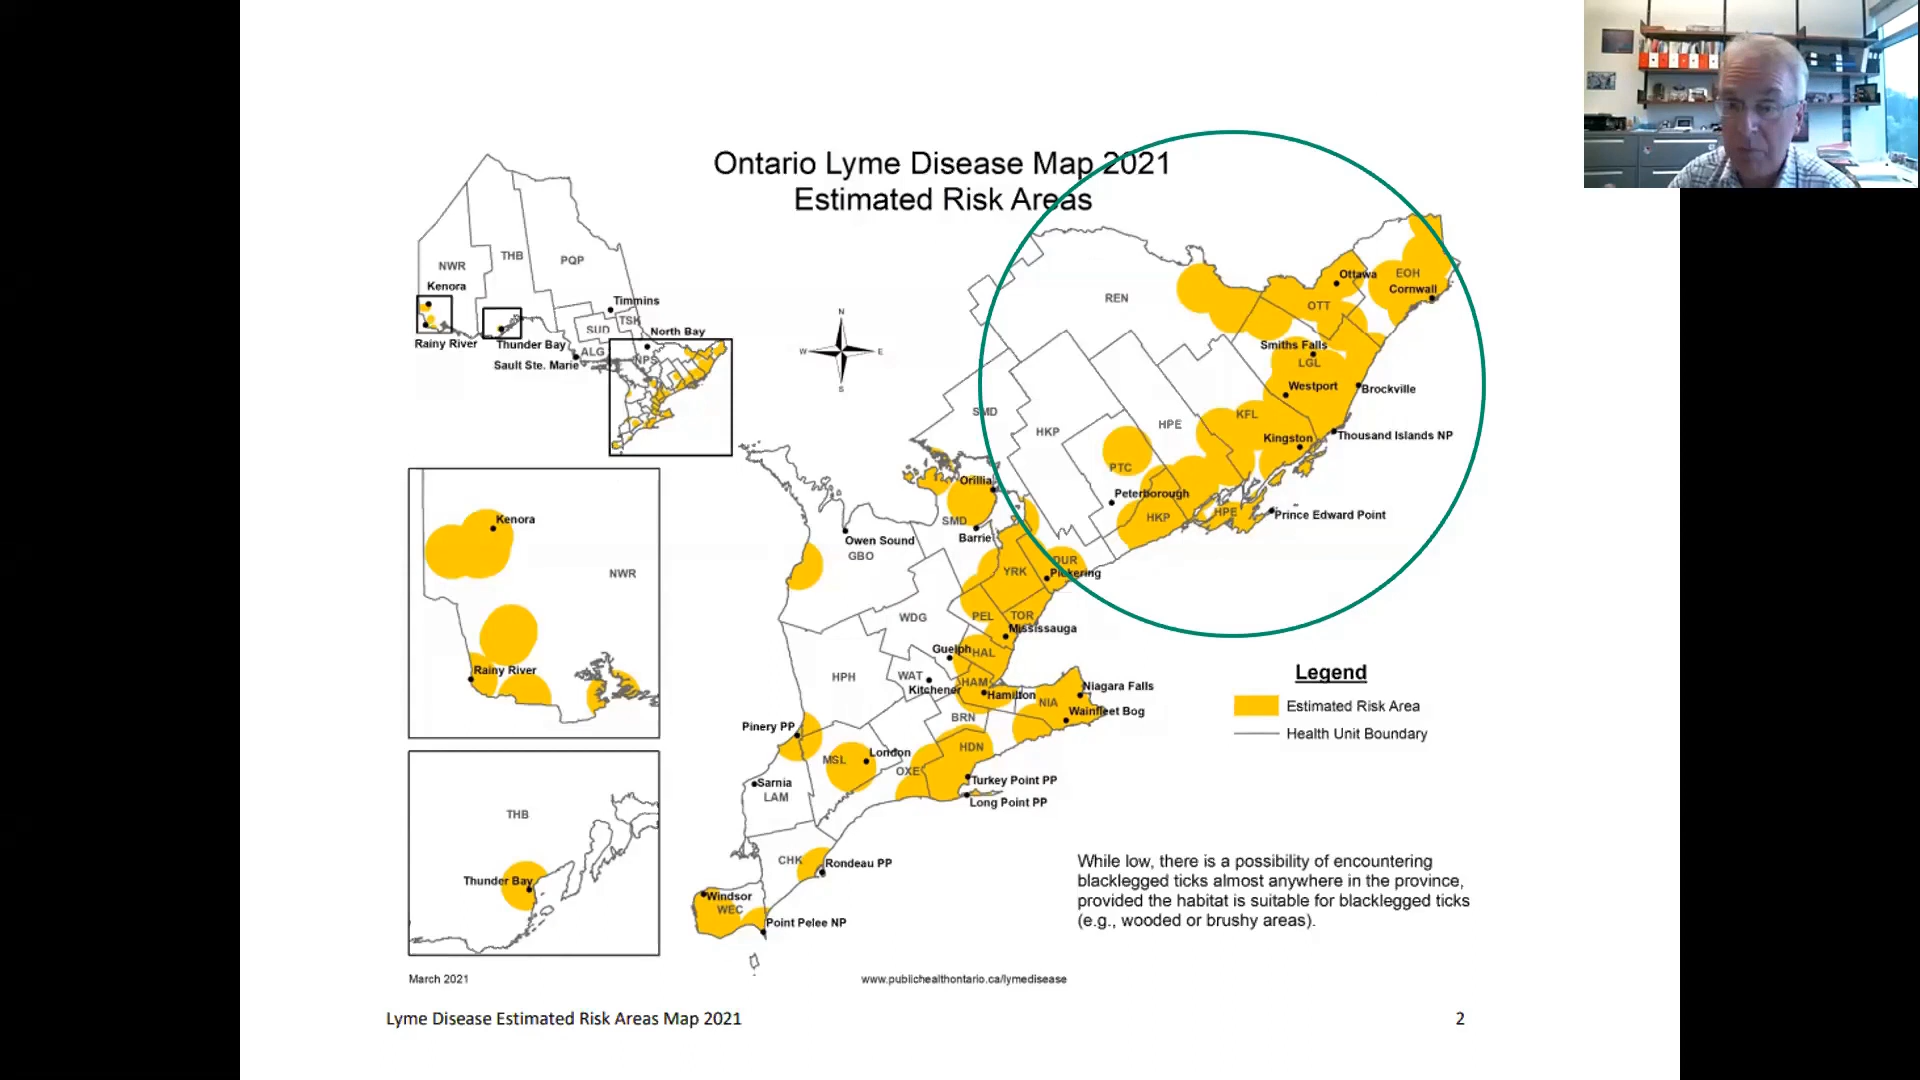 Ontario Lyme Disease Map 2021
Estimated Risk Areas
NWR
THB
PQP
Kenora
Timmins
TSK
SUD
North Bay
Rainy River
Thunder Bay
ALG
NPS
Sault Ste. Marie
N
W
E
S
REN
Ottawa
EOH
Cornwall
OTT
Smiths Falls
LGL
Westport
Brockville
SMD
HKP
HPE
KFL
Kingston
Thousand Islands NP
PTC
Peterborough
HKP
HPE
Prince Edward Point
Orillia
SMD
Barrie
Owen Sound
GBO
DUR
YRK
Pickering
WDG
PEL
TOR
Mississauga
Guelph
HAL
HPH
WAT
Kitchener
HAM
Hamilton
Niagara Falls
NIA
Wainfleet Bog
BRN
Pinery PP
MSL
London
HDN
OXE
Turkey Point PP
Long Point PP
Sarnia
LAM
CHK
Rondeau PP
Windsor
WEC
Point Pelee NP
Kenora
NWR
Rainy River
THB
Thunder Bay
Legend
Estimated Risk Area
Health Unit Boundary
While low, there is a possibility of encountering
blacklegged ticks almost anywhere in the province,
provided the habitat is suitable for blacklegged ticks
(e.g., wooded or brushy areas).
March 2021
www.publichealthontario.ca/lymedisease
Lyme Disease Estimated Risk Areas Map 2021
2